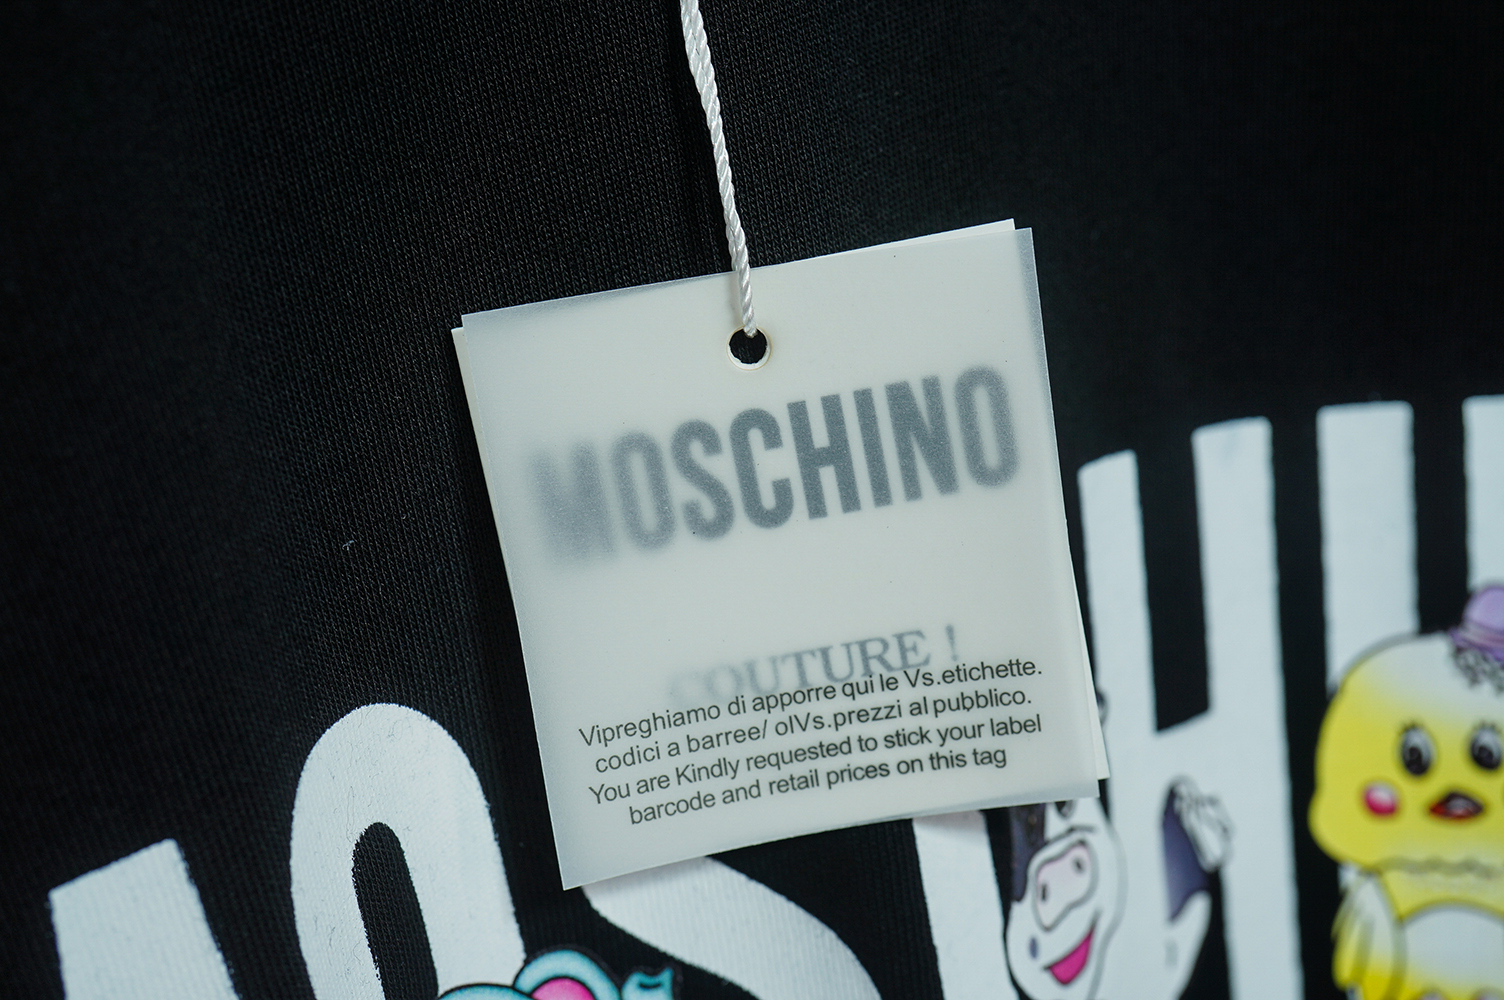 MOSCHINO
COUTURE !
Vipreghiamo di apporre qui le Vs.etichette.
codici a barree/ olVs.prezzi al pubblico.
You are Kindly requested to stick your label
barcode and retail prices on this tag